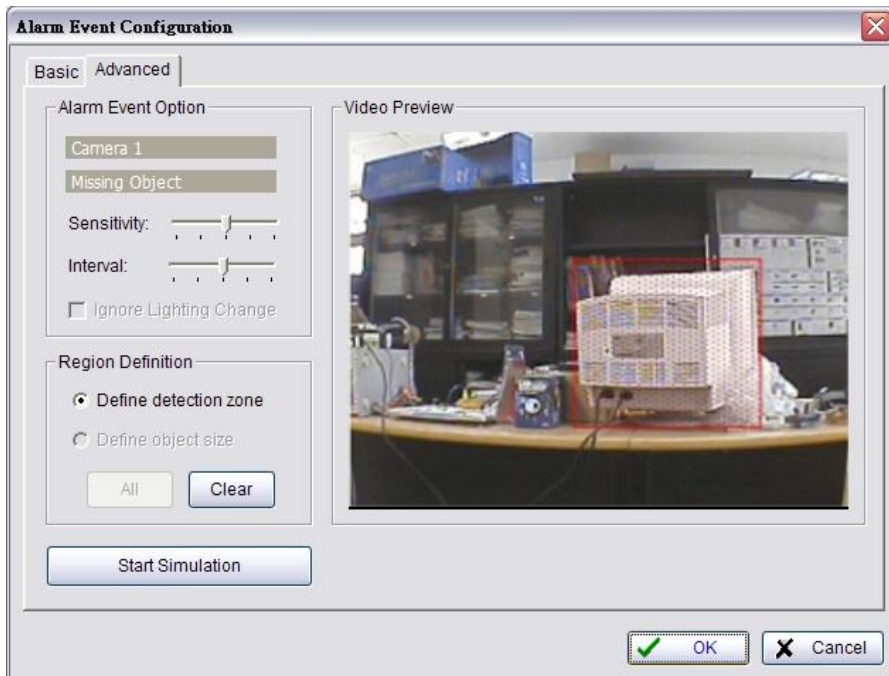 Alarm Event Configuration
Basic
Advanced
Alarm Event Option
Camera 1
Missing Object
Sensitivity:
Interval:
Ignore Lighting Change
Region Definition
Define detection zone
Define object size
All
Clear
Start Simulation
Video Preview
OK
Cancel